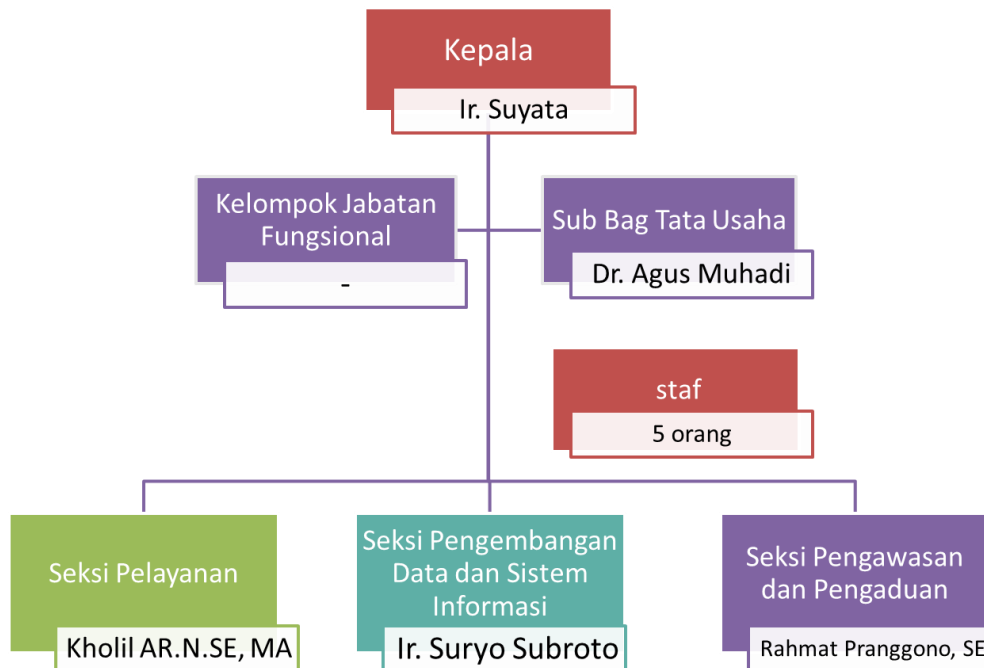 Kepala
Ir. Suyata
Kelompok Jabatan
Fungsional
-
Sub Bag Tata Usaha
Dr. Agus Muhadi
staf
5 orang
Seksi Pelayanan
Kholil AR.N.SE, MA
Seksi Pengembangan
Data dan Sistem
Informasi
Ir. Suryo Subroto
Seksi Pengawasan
dan Pengaduan
Rahmat Pranggono, SE